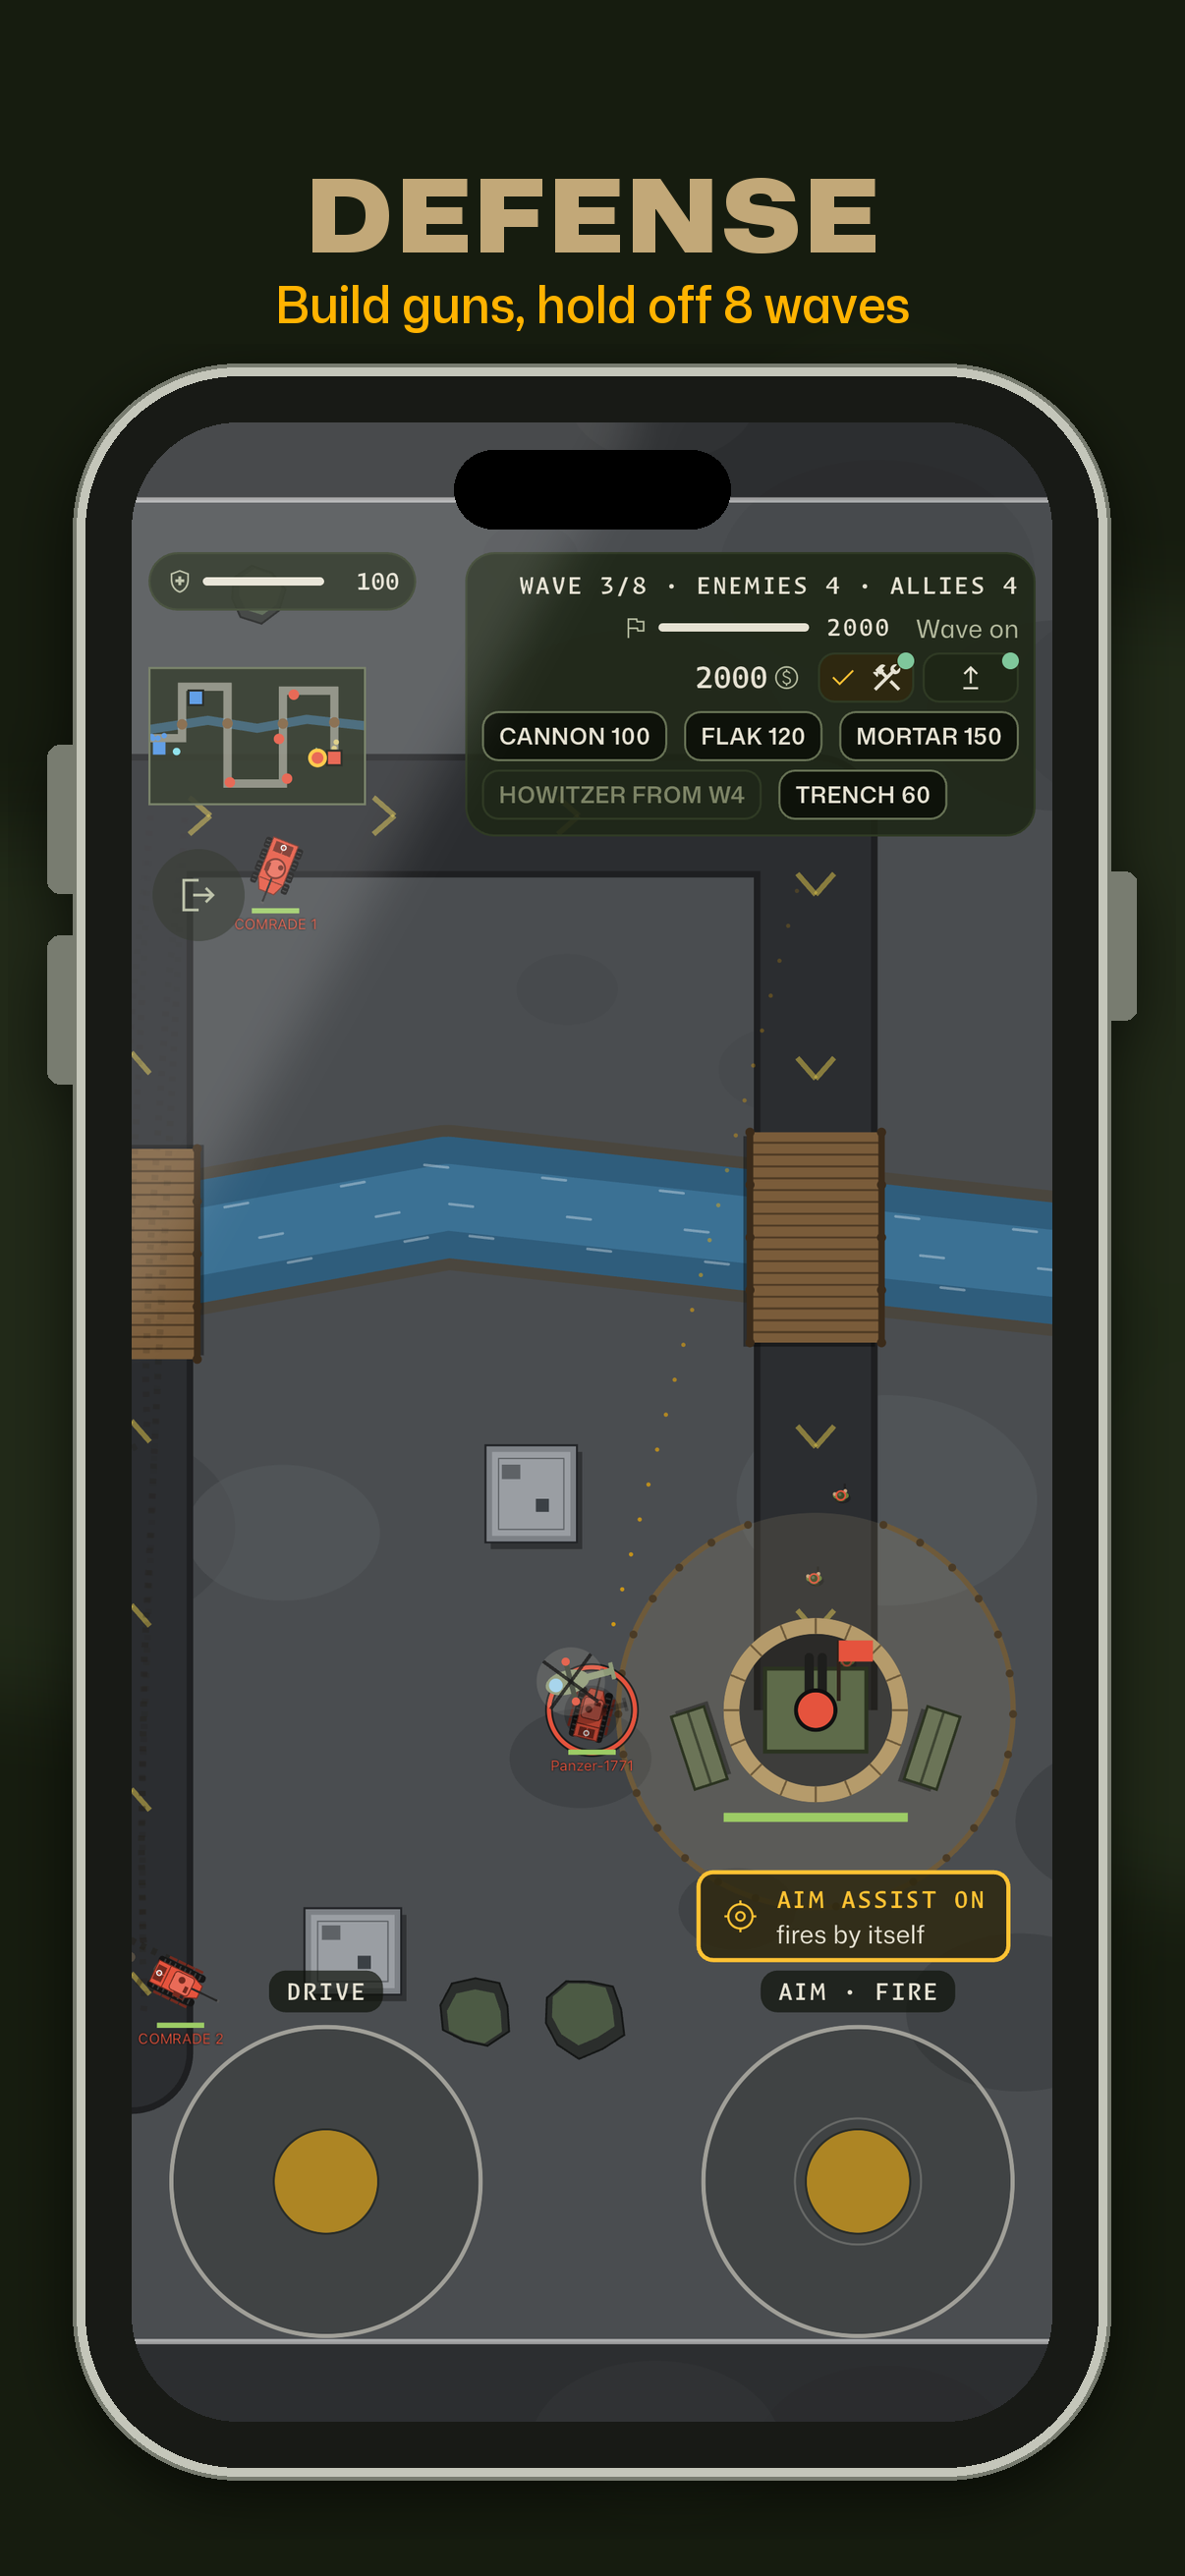 DEFENSE
Build guns, hold off 8 waves
100
WAVE 3/8 · ENEMIES 4 · ALLIES 4
2000 Wave on
2000
CANNON 100 FLAK 120 MORTAR 150
HOWITZER FROM W4 TRENCH 60
COMRADE 1
Panzer-1771
AIM ASSIST ON
fires by itself
DRIVE
AIM · FIRE
COMRADE 2